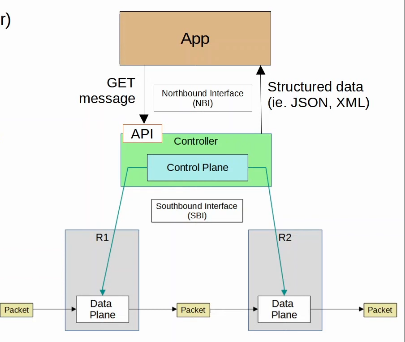 r)
App
GET
message
Northbound Interface
(NBI)
Structured data
(ie. JSON, XML)
API
Controller
Control Plane
Southbound Interface
(SBI)
R1
R2
Packet
Data
Plane
Packet
Data
Plane
Packet